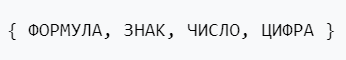 { ФОРМУЛА, ЗНАК, ЧИСЛО, ЦИФРА }